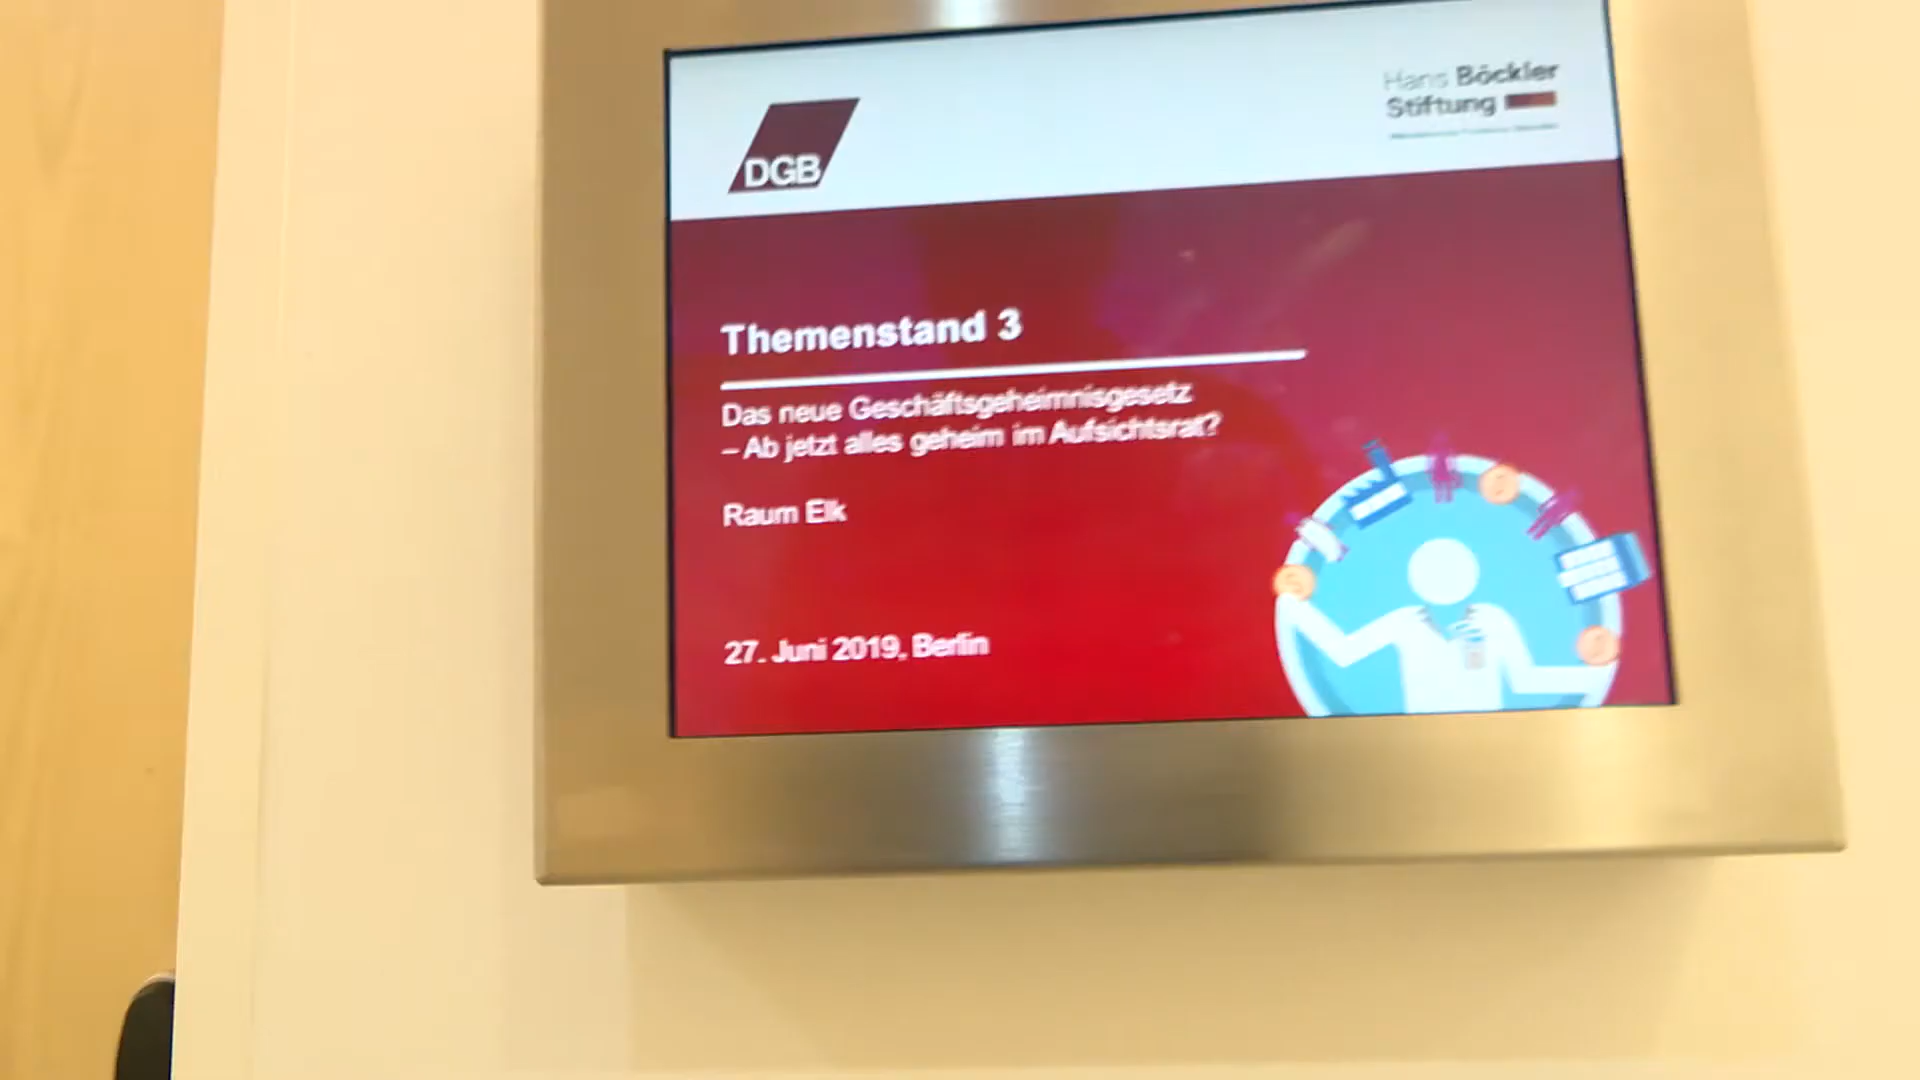 DGB
Hans Böckler
Stiftung
Themenstand 3
Das neue Geschäftsgeheimnisgesetz
– Ab jetzt alles geheim im Aufsichtsrat?
Raum Elk
27. Juni 2019, Berlin